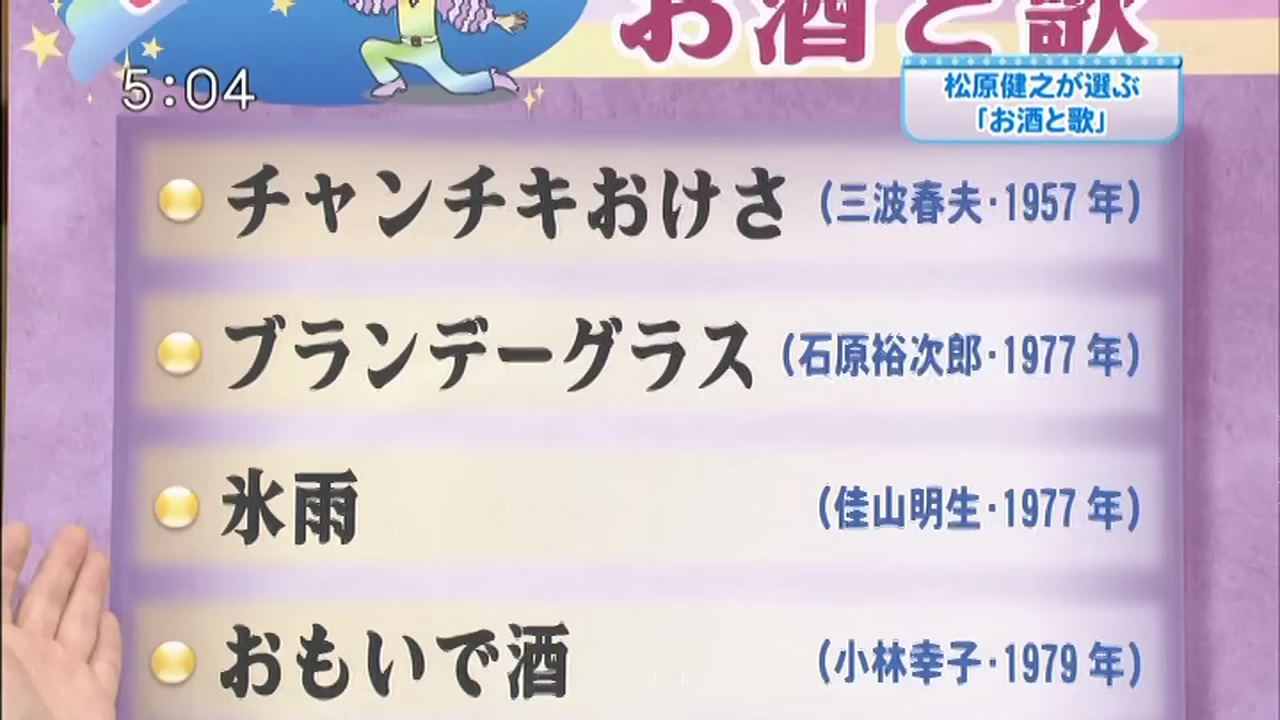 お酒と歌
5:04
松原健之が選ぶ
「お酒と歌」
チャンチキおけさ (三波春夫·1957年)
ブランデーグラス (石原裕次郎·1977年)
氷雨 (佳山明生·1977年)
おもいで酒 (小林幸子·1979年)